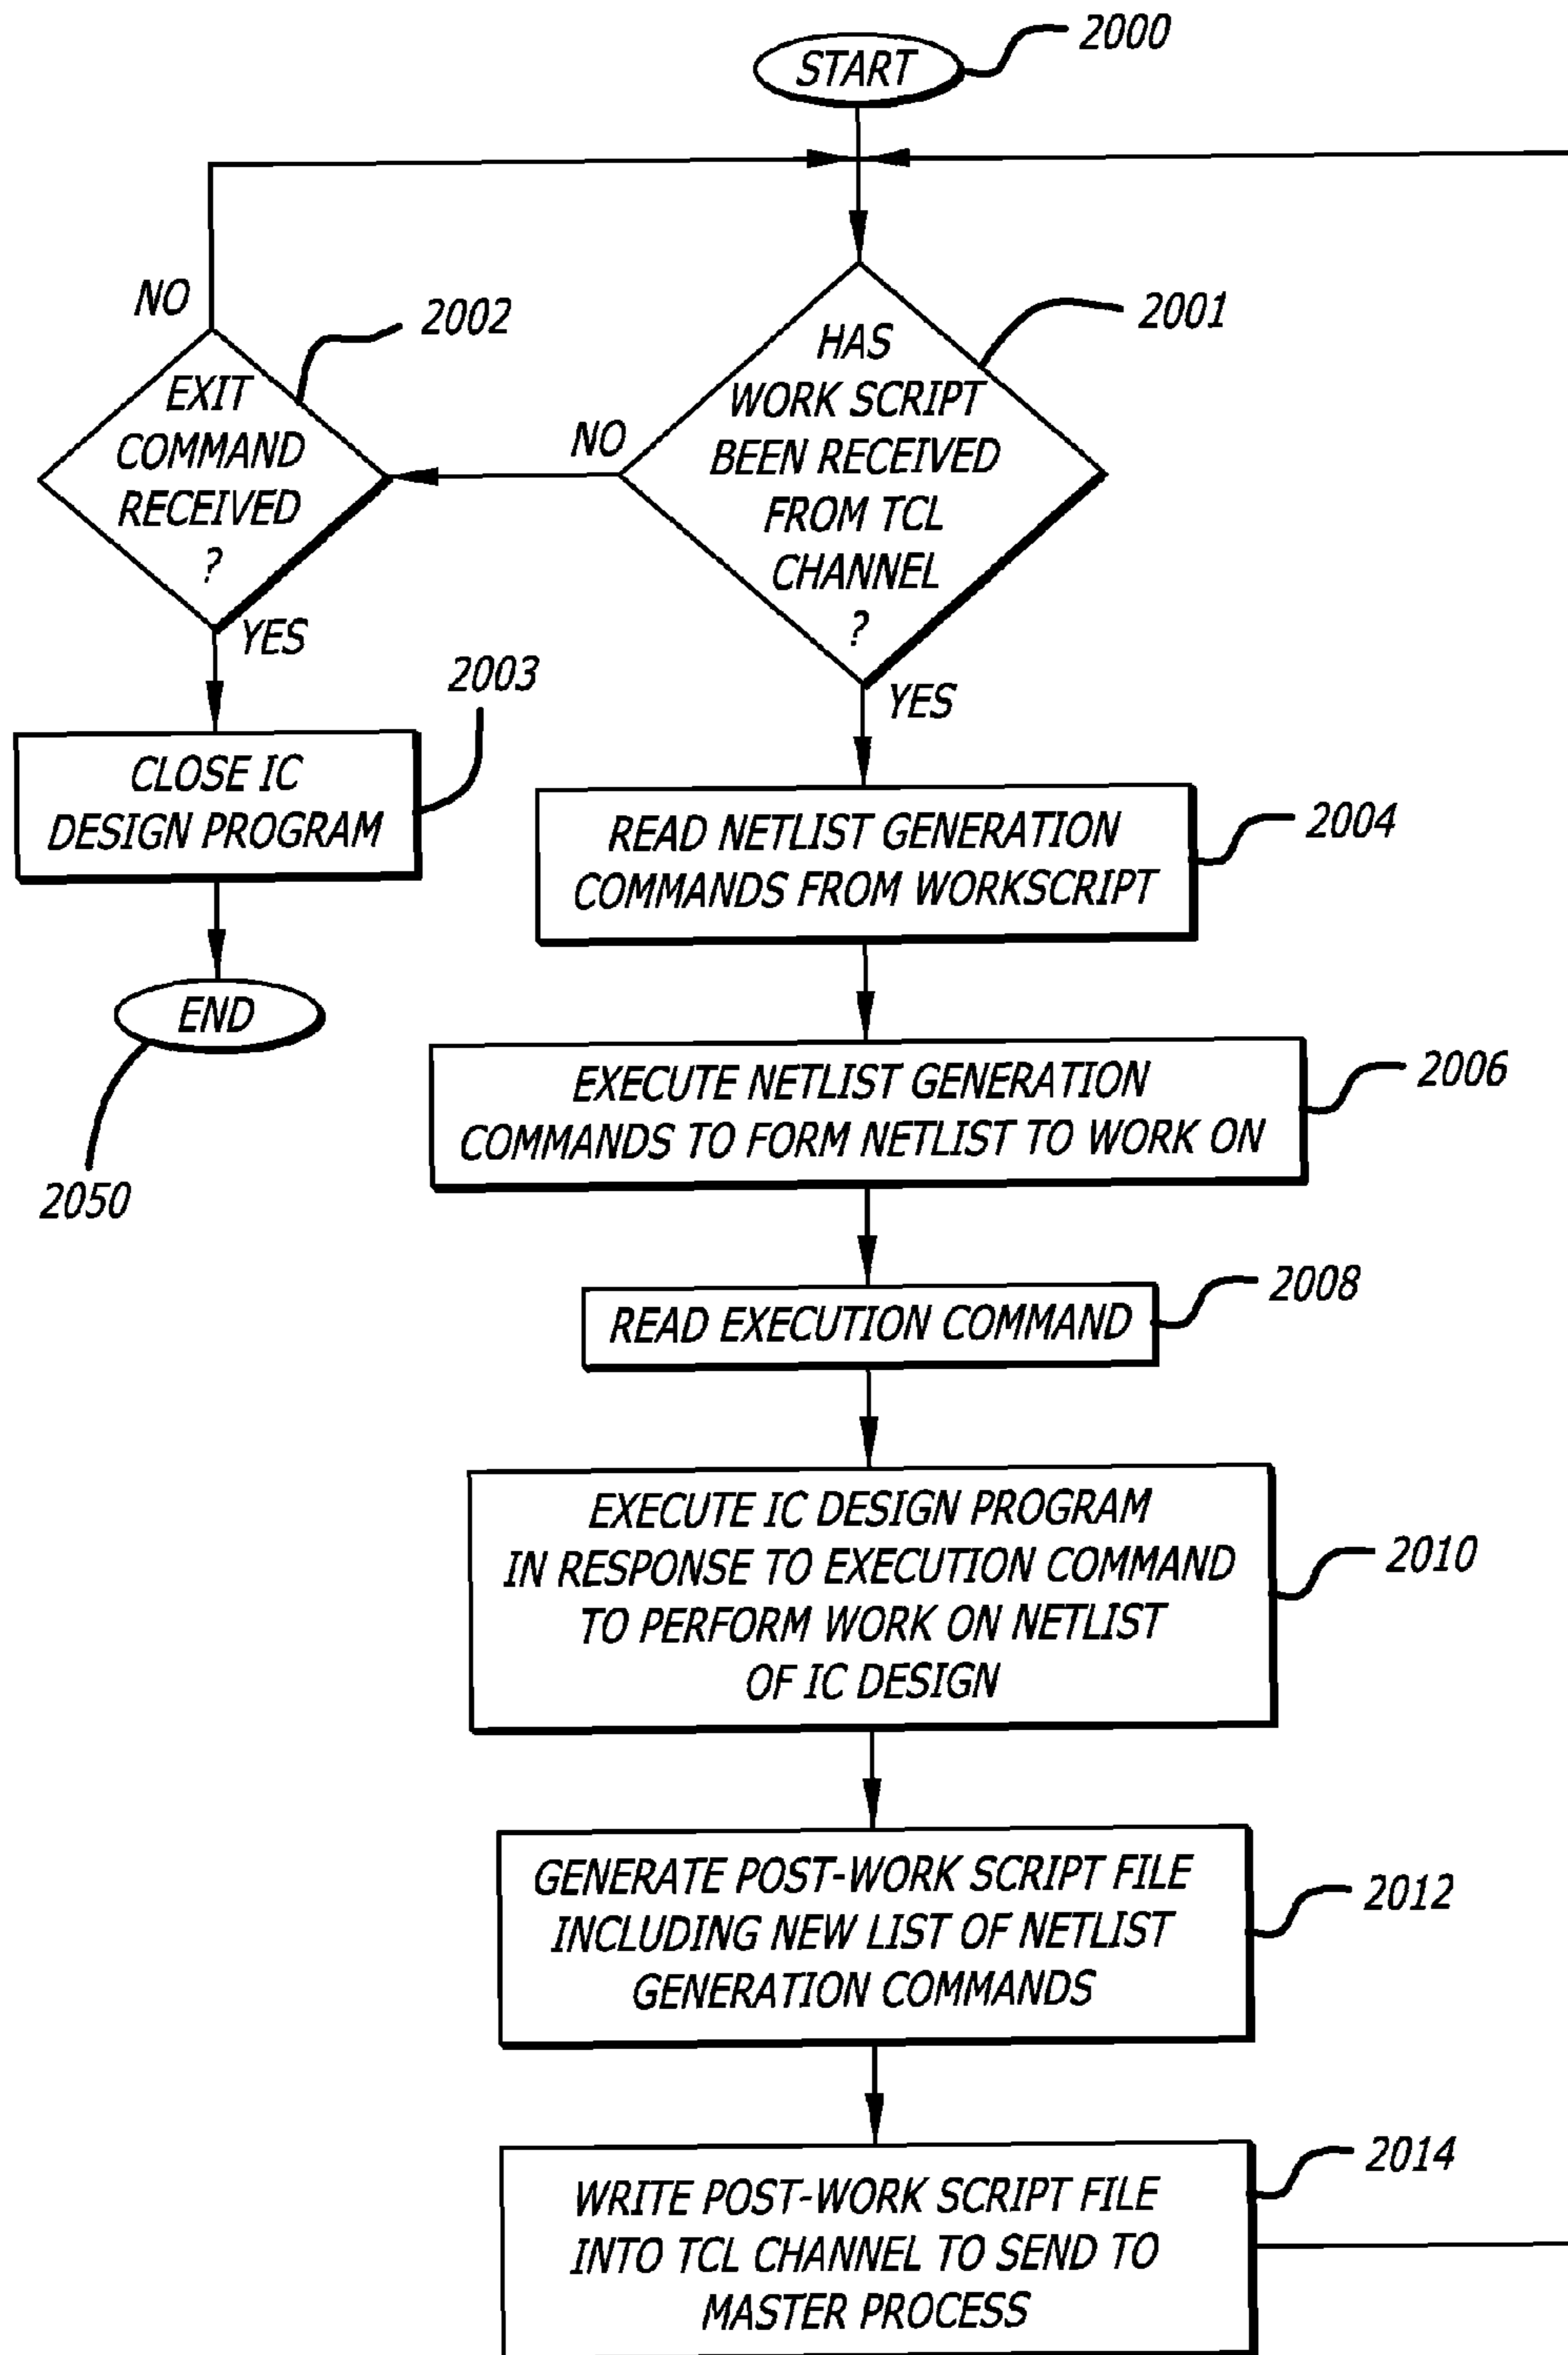 START
2000
NO
2002
EXIT
COMMAND
RECEIVED
?
YES
NO
2001
HAS
WORK SCRIPT
BEEN RECEIVED
FROM TCL
CHANNEL
?
YES
2003
CLOSE IC
DESIGN PROGRAM
END
2050
READ NETLIST GENERATION
COMMANDS FROM WORKSCRIPT
2004
EXECUTE NETLIST GENERATION
COMMANDS TO FORM NETLIST TO WORK ON
2006
READ EXECUTION COMMAND
2008
EXECUTE IC DESIGN PROGRAM
IN RESPONSE TO EXECUTION COMMAND
TO PERFORM WORK ON NETLIST
OF IC DESIGN
2010
GENERATE POST-WORK SCRIPT FILE
INCLUDING NEW LIST OF NETLIST
GENERATION COMMANDS
2012
WRITE POST-WORK SCRIPT FILE
INTO TCL CHANNEL TO SEND TO
MASTER PROCESS
2014